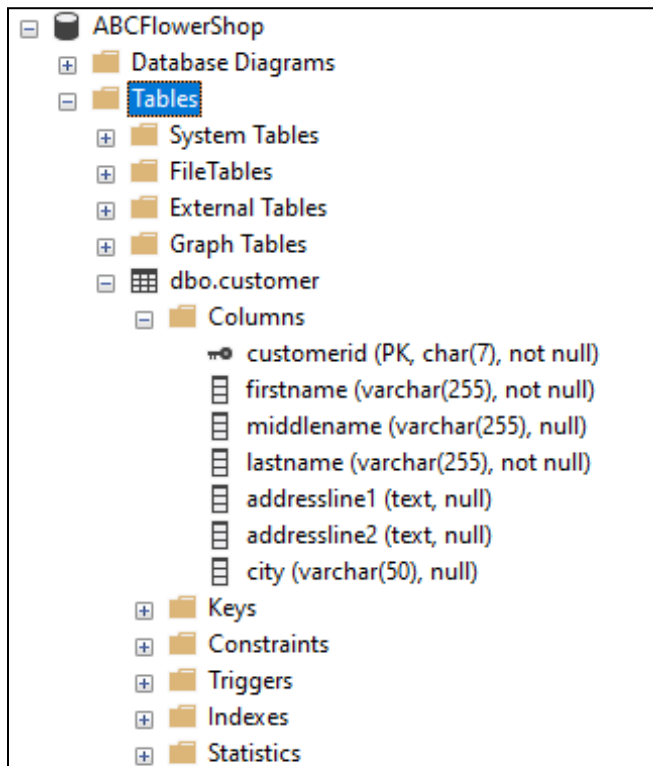 ABCFlowerShop
Database Diagrams
Tables
System Tables
FileTables
External Tables
Graph Tables
dbo.customer
Columns
customerid (PK, char(7), not null)
firstname (varchar(255), not null)
middlename (varchar(255), null)
lastname (varchar(255), not null)
addressline1 (text, null)
addressline2 (text, null)
city (varchar(50), null)
Keys
Constraints
Triggers
Indexes
Statistics